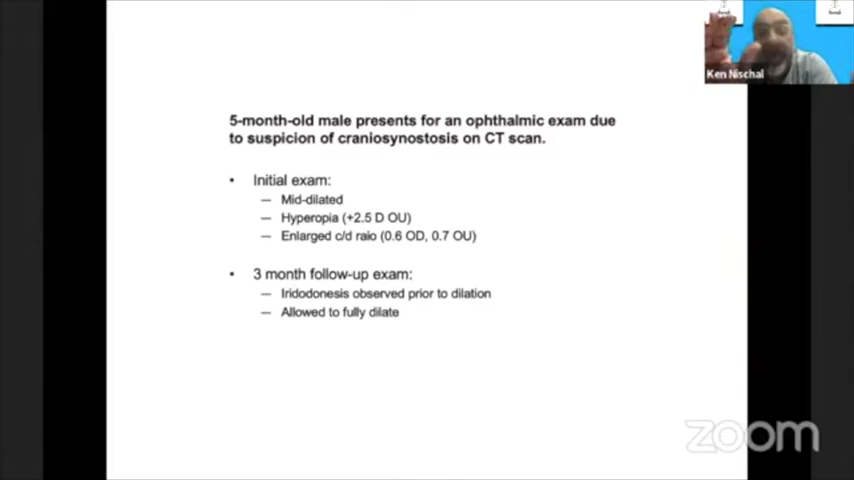 Ken Nischal
5-month-old male presents for an ophthalmic exam due
to suspicion of craniosynostosis on CT scan.
• Initial exam:
— Mid-dilated
— Hyperopia (+2.5 D OU)
— Enlarged c/d raio (0.6 OD, 0.7 OU)
• 3 month follow-up exam:
— Iridodonesis observed prior to dilation
— Allowed to fully dilate
zoom